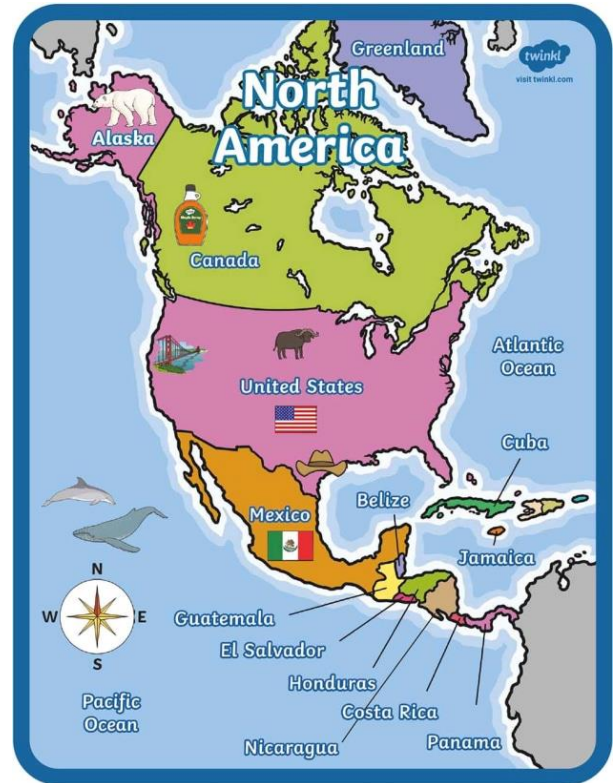 Greenland
twinkl
visit twinkl.com
North
America
Alaska
Canada
United States
Atlantic
Ocean
Cuba
Mexico
Belize
Jamaica
N
W
E
S
Guatemala
El Salvador
Honduras
Costa Rica
Nicaragua
Panama
Pacific
Ocean